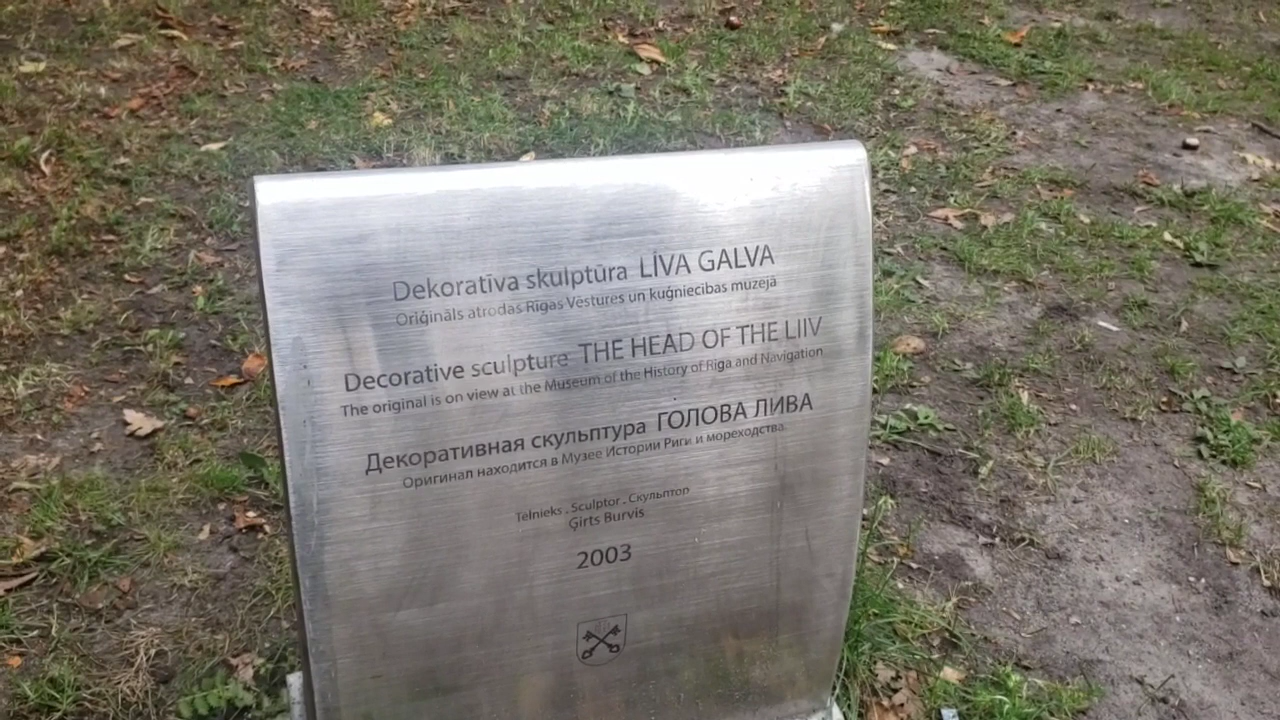 Dekoratīva skulptūra LĪVA GALVA
Oriģināls atrodas Rīgas Vēstures un kuģniecības muzejā
Decorative sculpture THE HEAD OF THE LIIV
The original is on view at the Museum of the History of Rīga and Navigation
Декоративная скульптура ГОЛОВА ЛИВА
Оригинал находится в Музее Истории Риги и мореходства.
Tēlnieks . Sculptor . Скульптор
Ģirts Burvis
2003